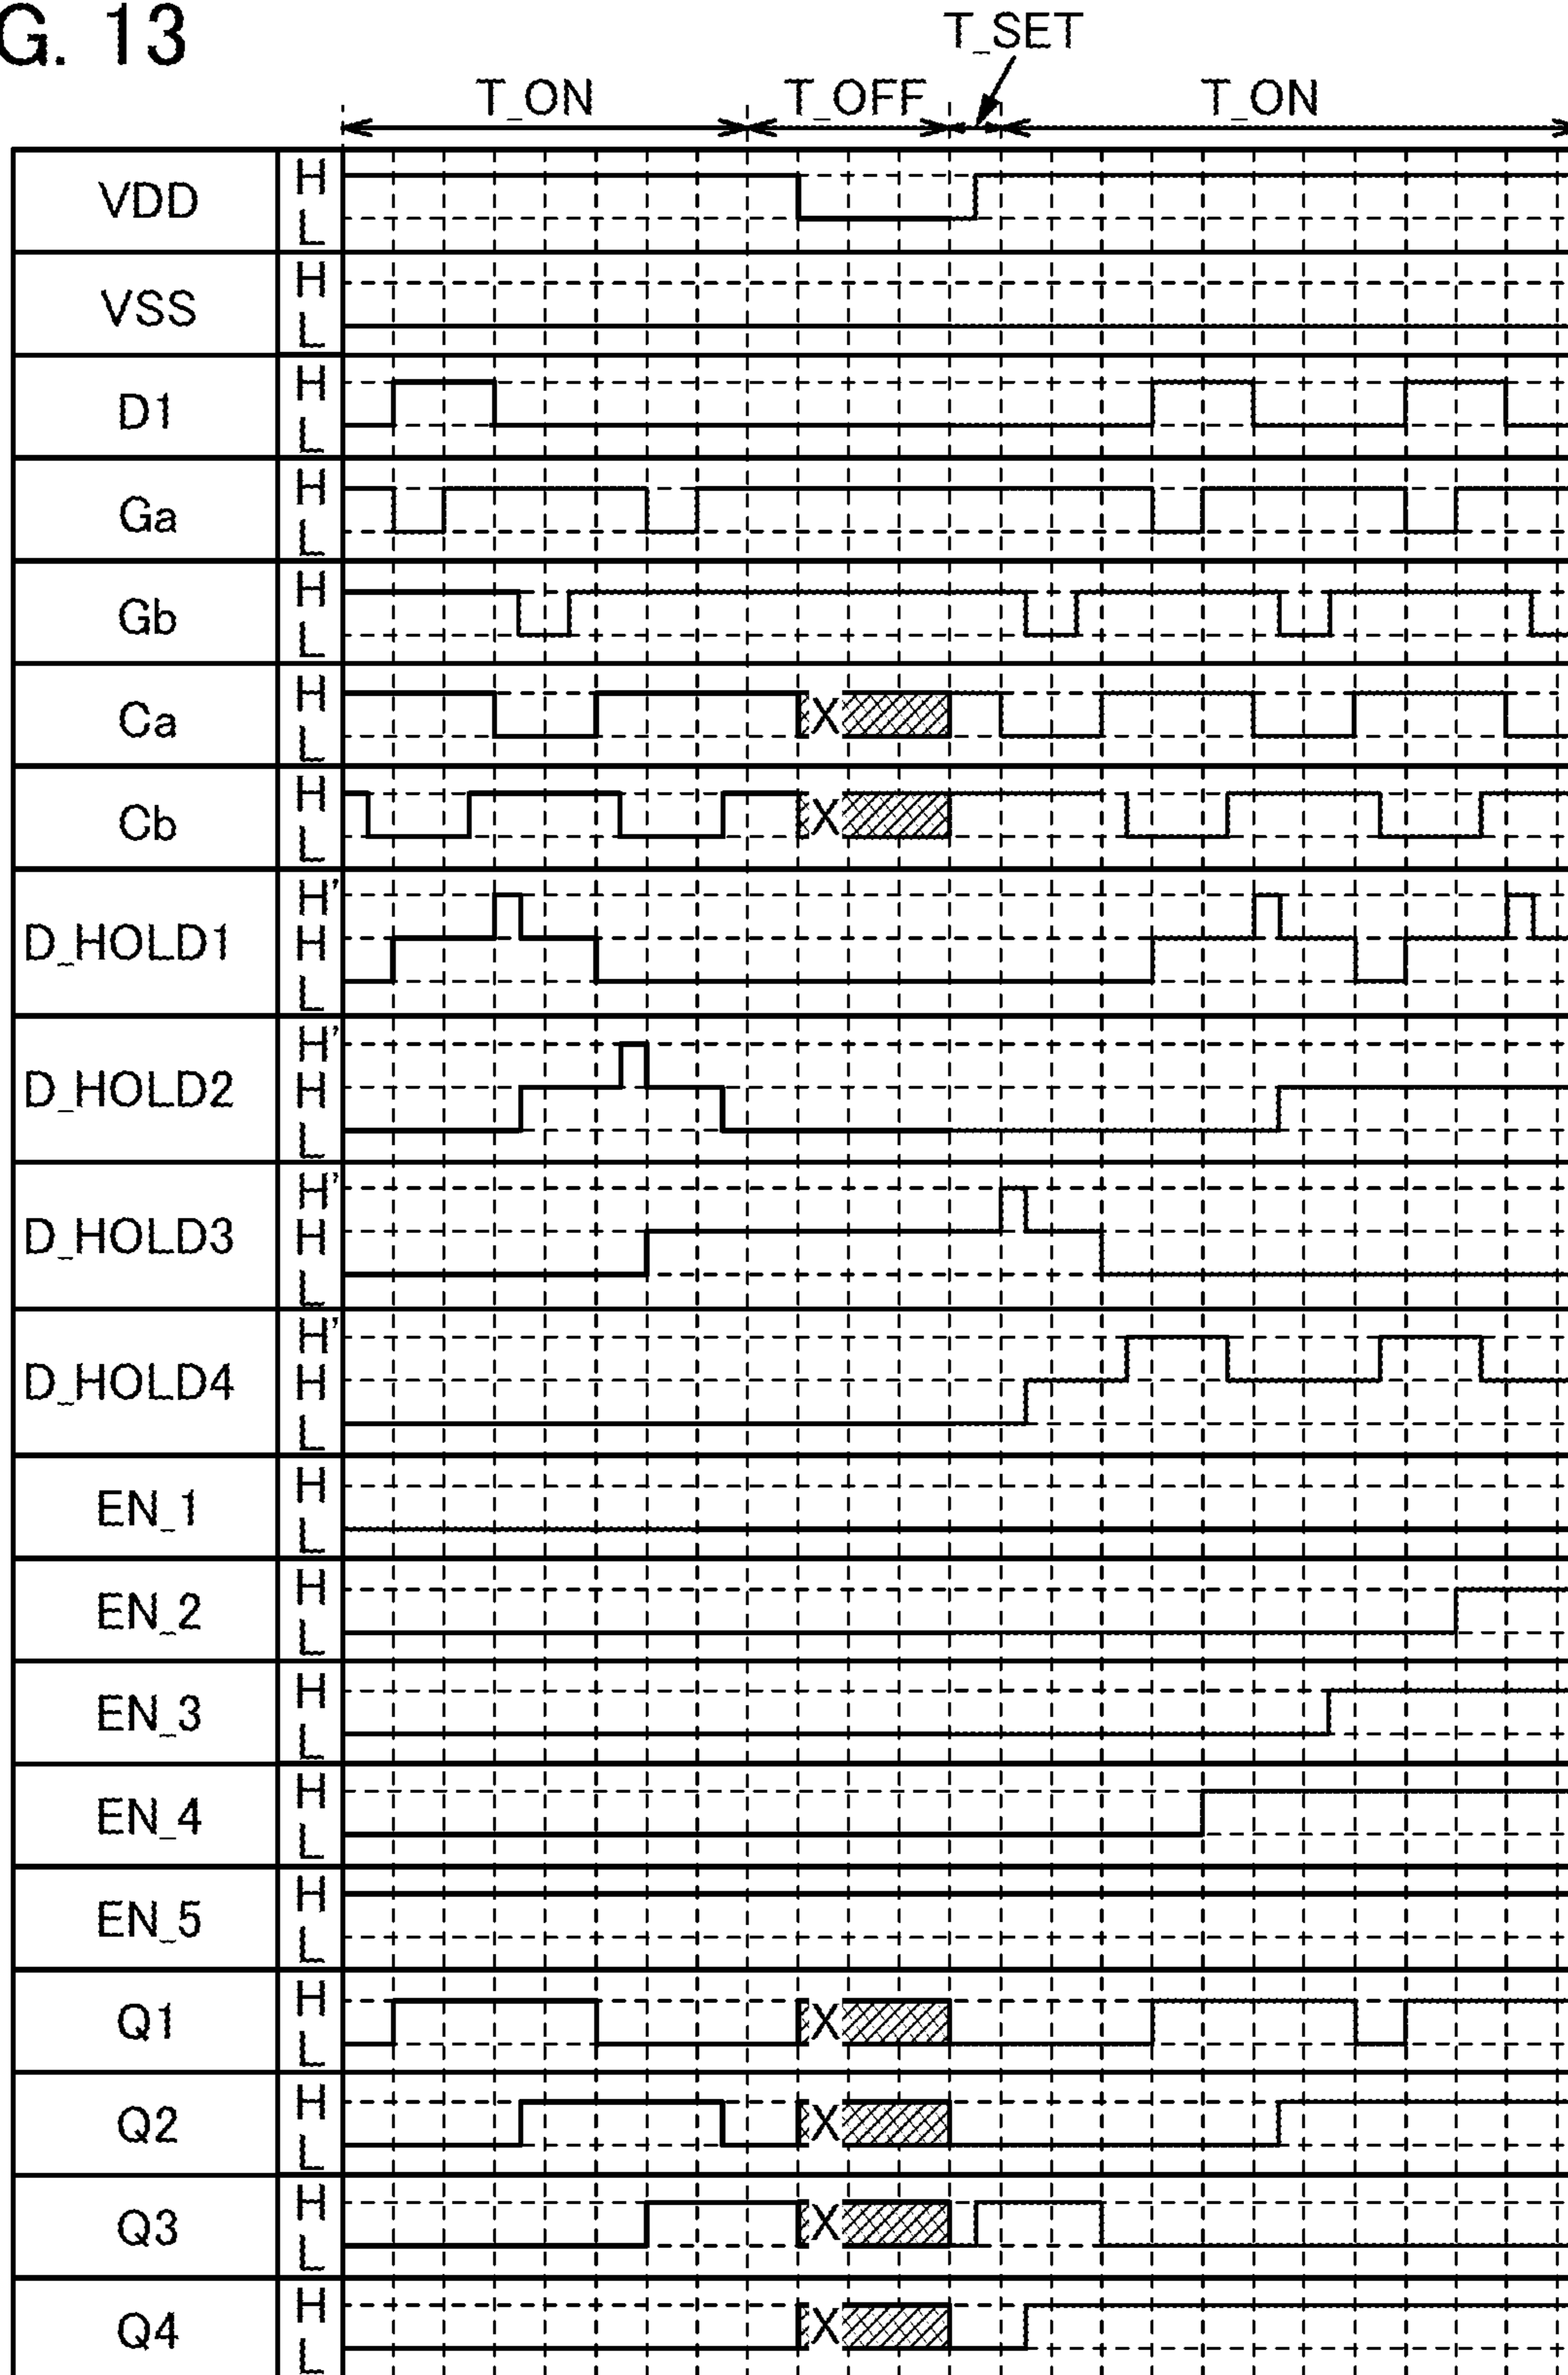 G. 13
T_SET
T_ON T_OFF T_ON
VDD H L
VSS H L
D1 H L
Ga H L
Gb H L
Ca H L X
Cb H L X
D_HOLD1 H' H L
D_HOLD2 H' H L
D_HOLD3 H' H L
D_HOLD4 H' H L
EN_1 H L
EN_2 H L
EN_3 H L
EN_4 H L
EN_5 H L
Q1 H L X
Q2 H L X
Q3 H L X
Q4 H L X